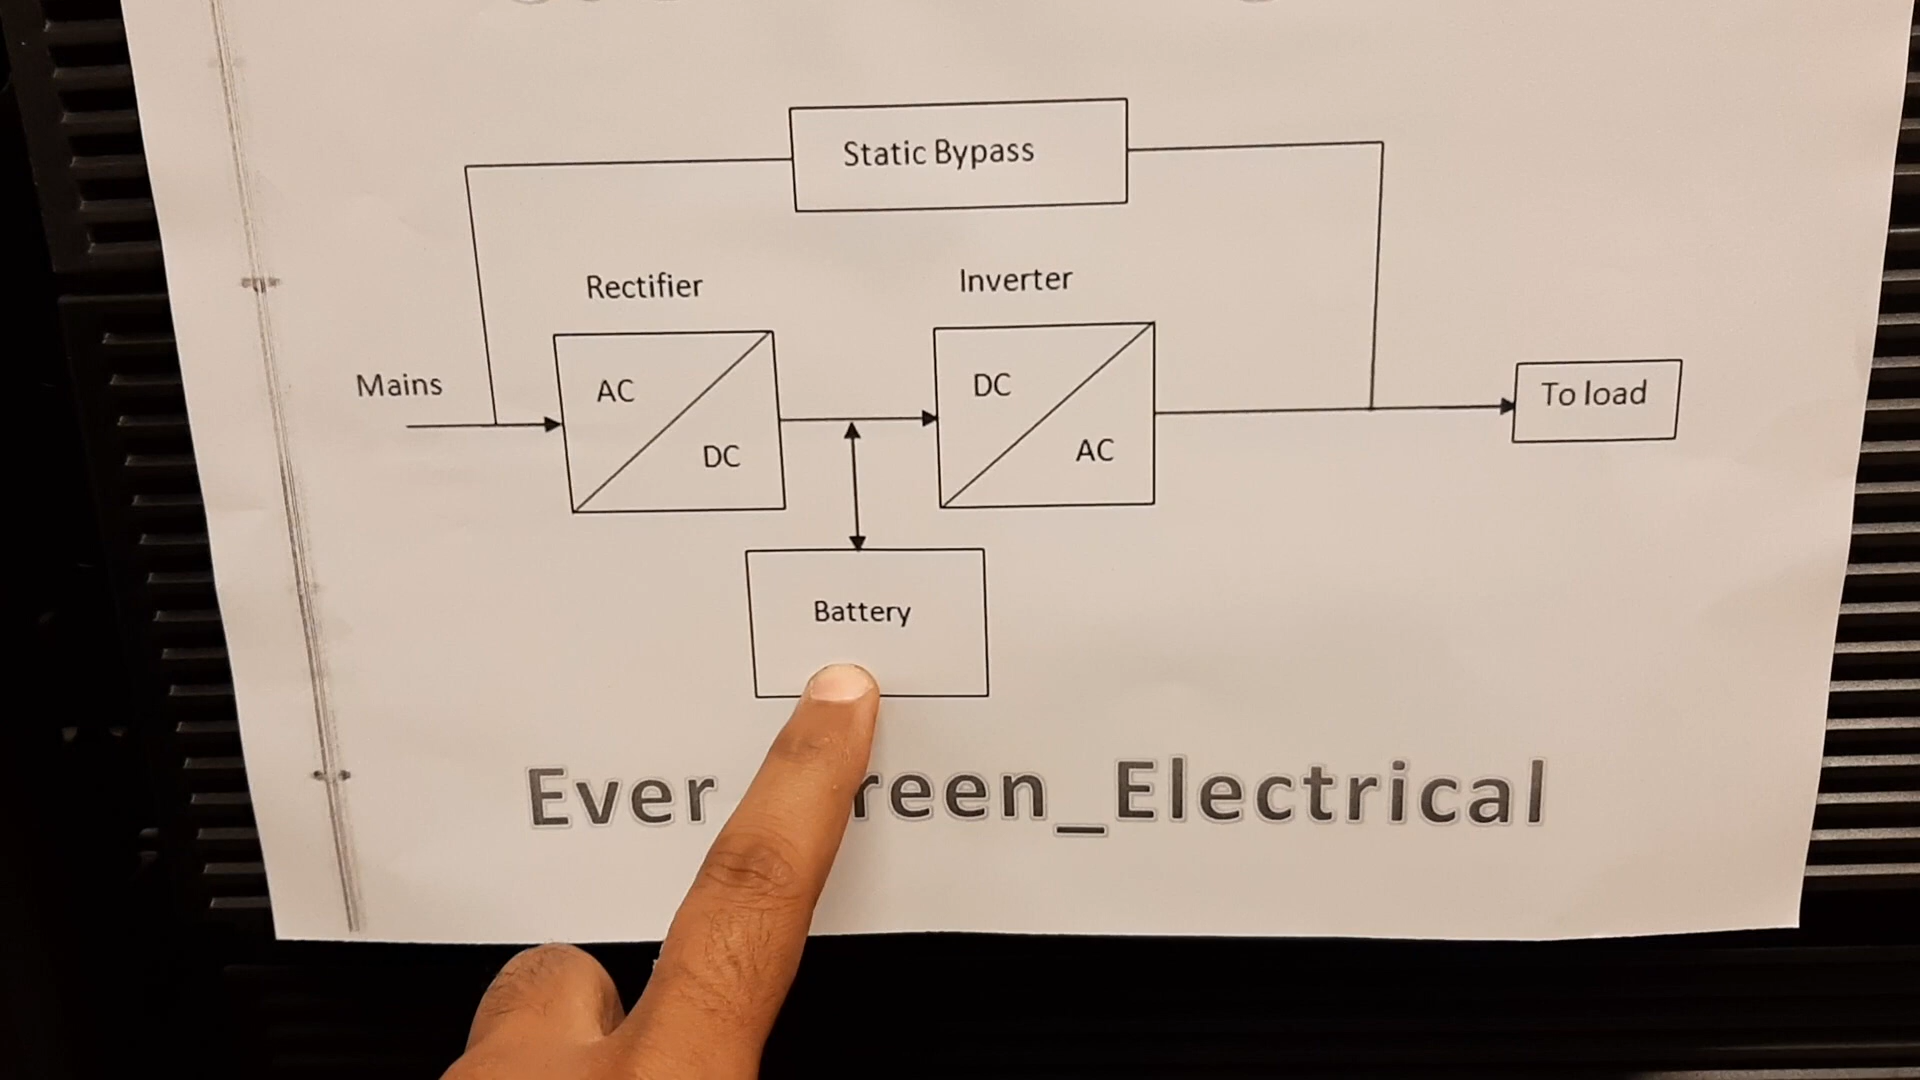 Static Bypass
Rectifier
Inverter
Mains
AC
DC
DC
AC
To load
Battery
Ever reen_Electrical